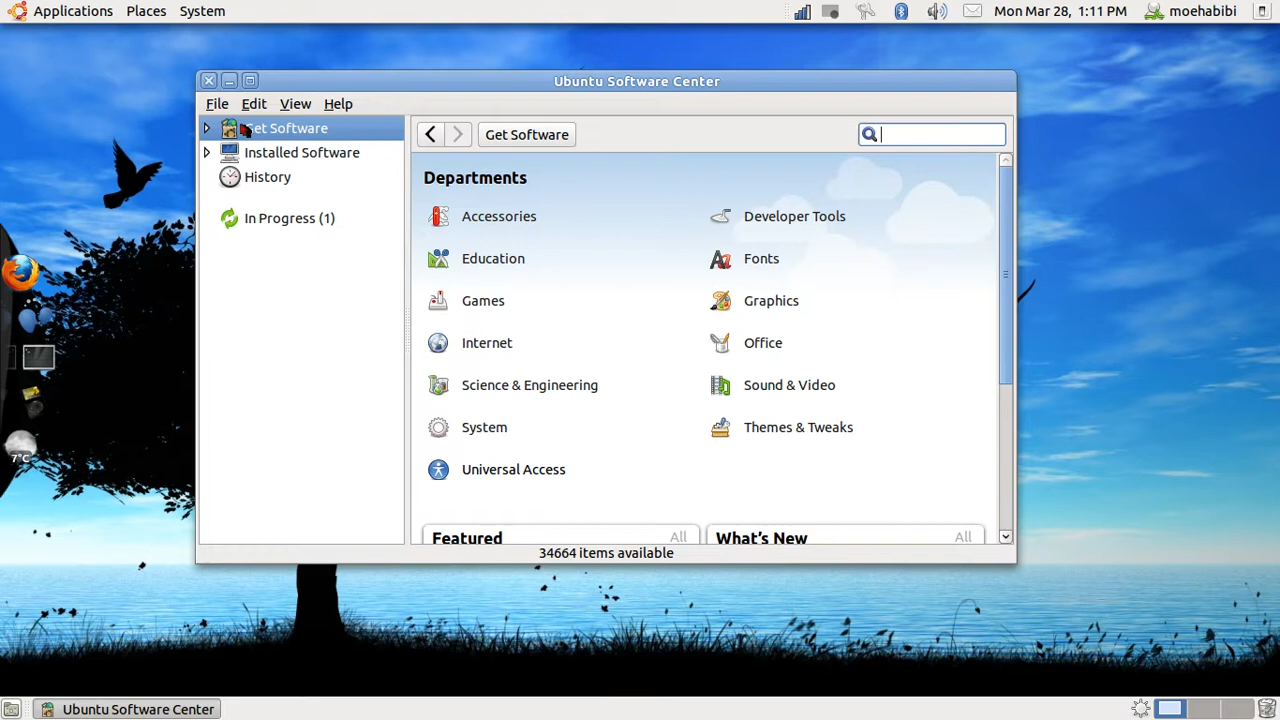 Applications Places System
Mon Mar 28, 1:11 PM moehabibi
Ubuntu Software Center
File Edit View Help
Get Software
Installed Software
History
In Progress (1)
Get Software
Departments
Accessories
Developer Tools
Education
Fonts
Games
Graphics
Internet
Office
Science & Engineering
Sound & Video
System
Themes & Tweaks
Universal Access
Featured All
What's New All
34664 items available
7°C
Ubuntu Software Center